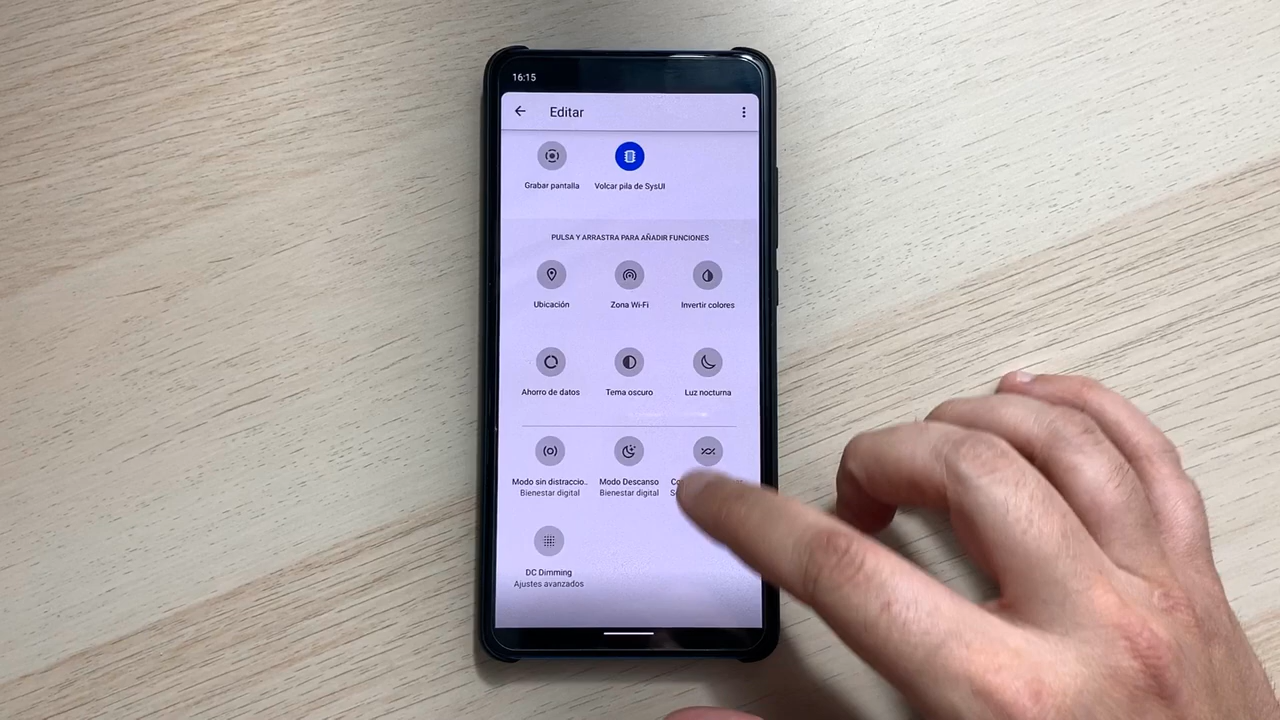 16:15
Editar
Grabar pantalla
Volcar pila de SysUI
PULSA Y ARRASTRA PARA AÑADIR FUNCIONES
Ubicación
Zona Wi-Fi
Invertir colores
Ahorro de datos
Tema oscuro
Luz nocturna
Modo sin distraccio..
Bienestar digital
Modo Descanso
Bienestar digital
DC Dimming
Ajustes avanzados